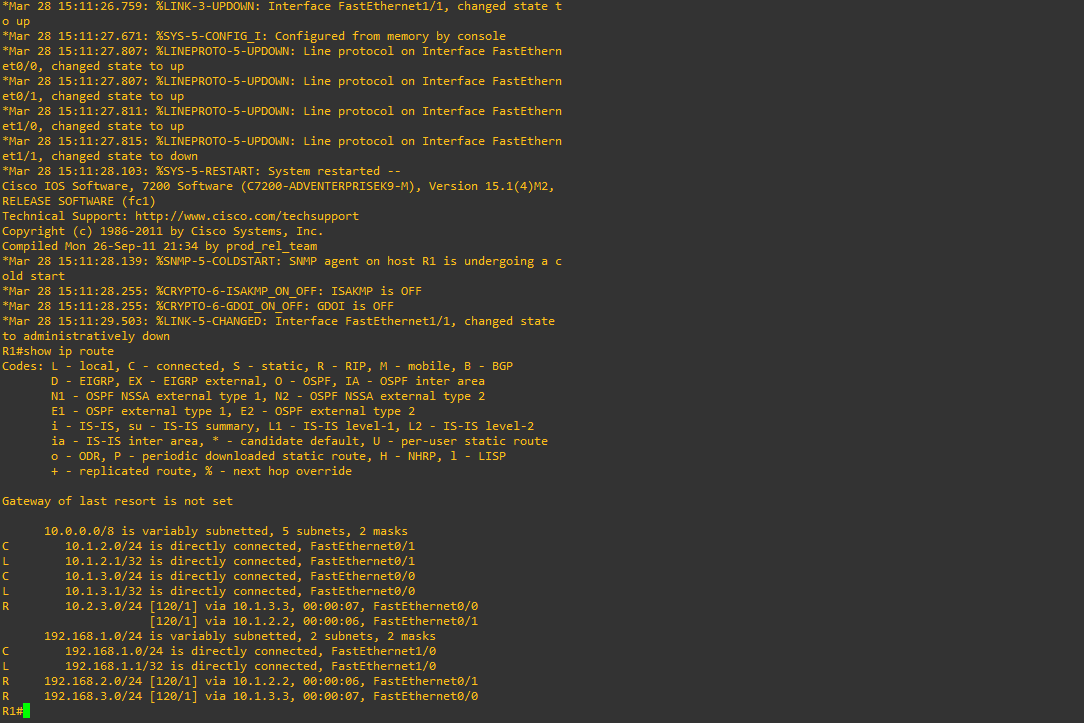 *Mar 28 15:11:26.759: %LINK-3-UPDOWN: Interface FastEthernet1/1, changed state t
o up
*Mar 28 15:11:27.671: %SYS-5-CONFIG_I: Configured from memory by console
*Mar 28 15:11:27.807: %LINEPROTO-5-UPDOWN: Line protocol on Interface FastEthern
et0/0, changed state to up
*Mar 28 15:11:27.807: %LINEPROTO-5-UPDOWN: Line protocol on Interface FastEthern
et0/1, changed state to up
*Mar 28 15:11:27.811: %LINEPROTO-5-UPDOWN: Line protocol on Interface FastEthern
et1/0, changed state to up
*Mar 28 15:11:27.815: %LINEPROTO-5-UPDOWN: Line protocol on Interface FastEthern
et1/1, changed state to down
*Mar 28 15:11:28.103: %SYS-5-RESTART: System restarted --
Cisco IOS Software, 7200 Software (C7200-ADVENTERPRISEK9-M), Version 15.1(4)M2,
RELEASE SOFTWARE (fc1)
Technical Support: http://www.cisco.com/techsupport
Copyright (c) 1986-2011 by Cisco Systems, Inc.
Compiled Mon 26-Sep-11 21:34 by prod_rel_team
*Mar 28 15:11:28.139: %SNMP-5-COLDSTART: SNMP agent on host R1 is undergoing a c
old start
*Mar 28 15:11:28.255: %CRYPTO-6-ISAKMP_ON_OFF: ISAKMP is OFF
*Mar 28 15:11:28.255: %CRYPTO-6-GDOI_ON_OFF: GDOI is OFF
*Mar 28 15:11:29.503: %LINK-5-CHANGED: Interface FastEthernet1/1, changed state
to administratively down
R1#show ip route
Codes: L - local, C - connected, S - static, R - RIP, M - mobile, B - BGP
       D - EIGRP, EX - EIGRP external, O - OSPF, IA - OSPF inter area
       N1 - OSPF NSSA external type 1, N2 - OSPF NSSA external type 2
       E1 - OSPF external type 1, E2 - OSPF external type 2
       i - IS-IS, su - IS-IS summary, L1 - IS-IS level-1, L2 - IS-IS level-2
       ia - IS-IS inter area, * - candidate default, U - per-user static route
       o - ODR, P - periodic downloaded static route, H - NHRP, l - LISP
       + - replicated route, % - next hop override

Gateway of last resort is not set

      10.0.0.0/8 is variably subnetted, 5 subnets, 2 masks
C        10.1.2.0/24 is directly connected, FastEthernet0/1
L        10.1.2.1/32 is directly connected, FastEthernet0/1
C        10.1.3.0/24 is directly connected, FastEthernet0/0
L        10.1.3.1/32 is directly connected, FastEthernet0/0
R        10.2.3.0/24 [120/1] via 10.1.3.3, 00:00:07, FastEthernet0/0
                     [120/1] via 10.1.2.2, 00:00:06, FastEthernet0/1
      192.168.1.0/24 is variably subnetted, 2 subnets, 2 masks
C        192.168.1.0/24 is directly connected, FastEthernet1/0
L        192.168.1.1/32 is directly connected, FastEthernet1/0
R     192.168.2.0/24 [120/1] via 10.1.2.2, 00:00:06, FastEthernet0/1
R     192.168.3.0/24 [120/1] via 10.1.3.3, 00:00:07, FastEthernet0/0
R1#